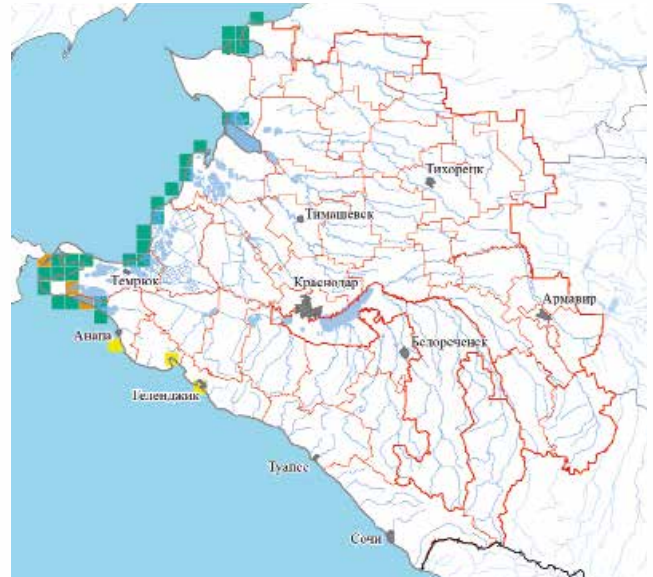 Тихорецк
Тимашевск
Темрюк
Краснодар
Армавир
Анапа
Белореченск
Геленджик
Туапсе
Сочи